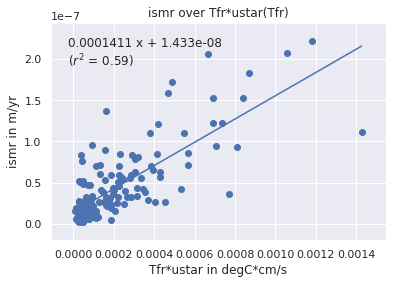 ismr over Tfr*ustar(Tfr)
1e-7
0.0001411 x + 1.433e-08
(r² = 0.59)
2.0
1.5
1.0
0.5
0.0
ismr in m/yr
0.0000 0.0002 0.0004 0.0006 0.0008 0.0010 0.0012 0.0014
Tfr*ustar in degC*cm/s